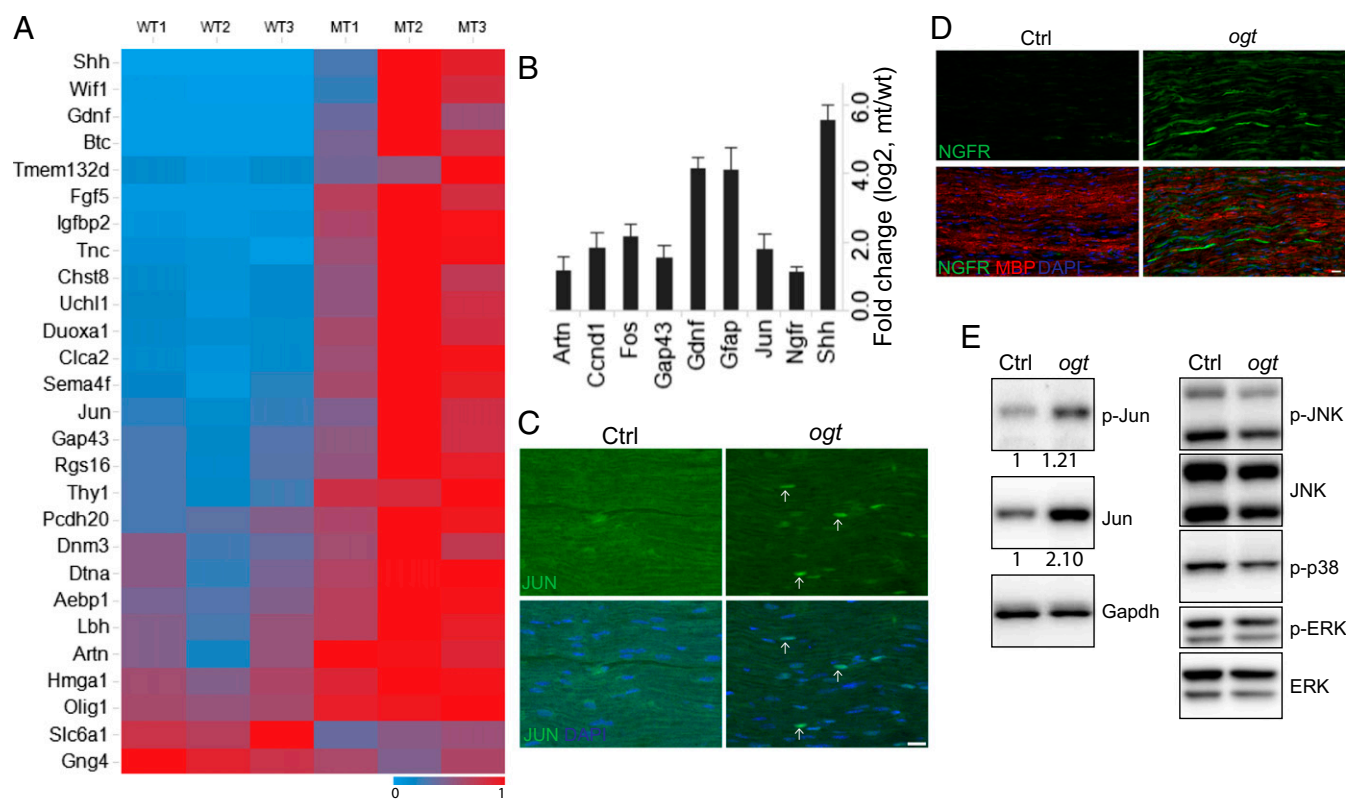 A
WT1 WT2 WT3 MT1 MT2 MT3
Shh
Wif1
Gdnf
Btc
Tmem132d
Fgf5
Igfbp2
Tnc
Chst8
Uchl1
Duoxa1
Clca2
Sema4f
Jun
Gap43
Rgs16
Thy1
Pcdh20
Dnm3
Dtna
Aebp1
Lbh
Artn
Hmga1
Olig1
Slc6a1
Gng4
0 1
B
Fold change (log2, mt/wt)
6.0
4.0
2.0
0.0
Artn
Ccnd1
Fos
Gap43
Gdnf
Gfap
Jun
Ngfr
Shh
C
Ctrl ogt
JUN
JUN DAPI
D
Ctrl ogt
NGFR
NGFR MBP DAPI
E
Ctrl ogt
p-Jun
1 1.21
Jun
1 2.10
Gapdh
Ctrl ogt
p-JNK
JNK
p-p38
p-ERK
ERK